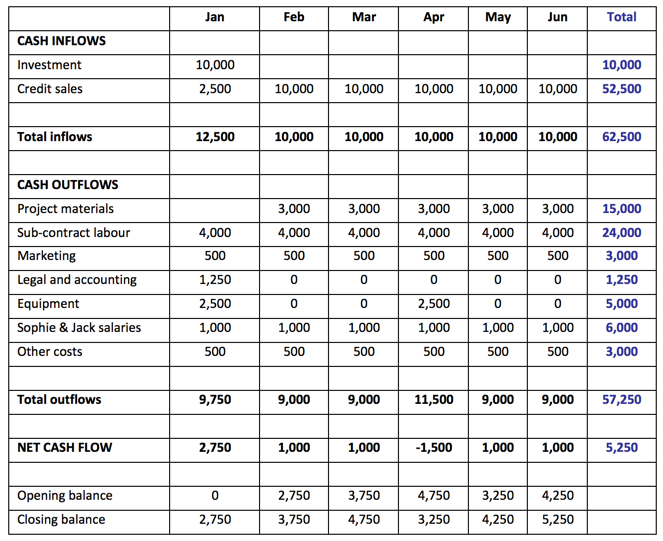 Jan Feb Mar Apr May Jun Total
CASH INFLOWS
Investment 10,000 10,000
Credit sales 2,500 10,000 10,000 10,000 10,000 10,000 52,500
Total inflows 12,500 10,000 10,000 10,000 10,000 10,000 62,500
CASH OUTFLOWS
Project materials 3,000 3,000 3,000 3,000 3,000 15,000
Sub-contract labour 4,000 4,000 4,000 4,000 4,000 4,000 24,000
Marketing 500 500 500 500 500 500 3,000
Legal and accounting 1,250 0 0 0 0 0 1,250
Equipment 2,500 0 0 2,500 0 0 5,000
Sophie & Jack salaries 1,000 1,000 1,000 1,000 1,000 1,000 6,000
Other costs 500 500 500 500 500 500 3,000
Total outflows 9,750 9,000 9,000 11,500 9,000 9,000 57,250
NET CASH FLOW 2,750 1,000 1,000 -1,500 1,000 1,000 5,250
Opening balance 0 2,750 3,750 4,750 3,250 4,250
Closing balance 2,750 3,750 4,750 3,250 4,250 5,250